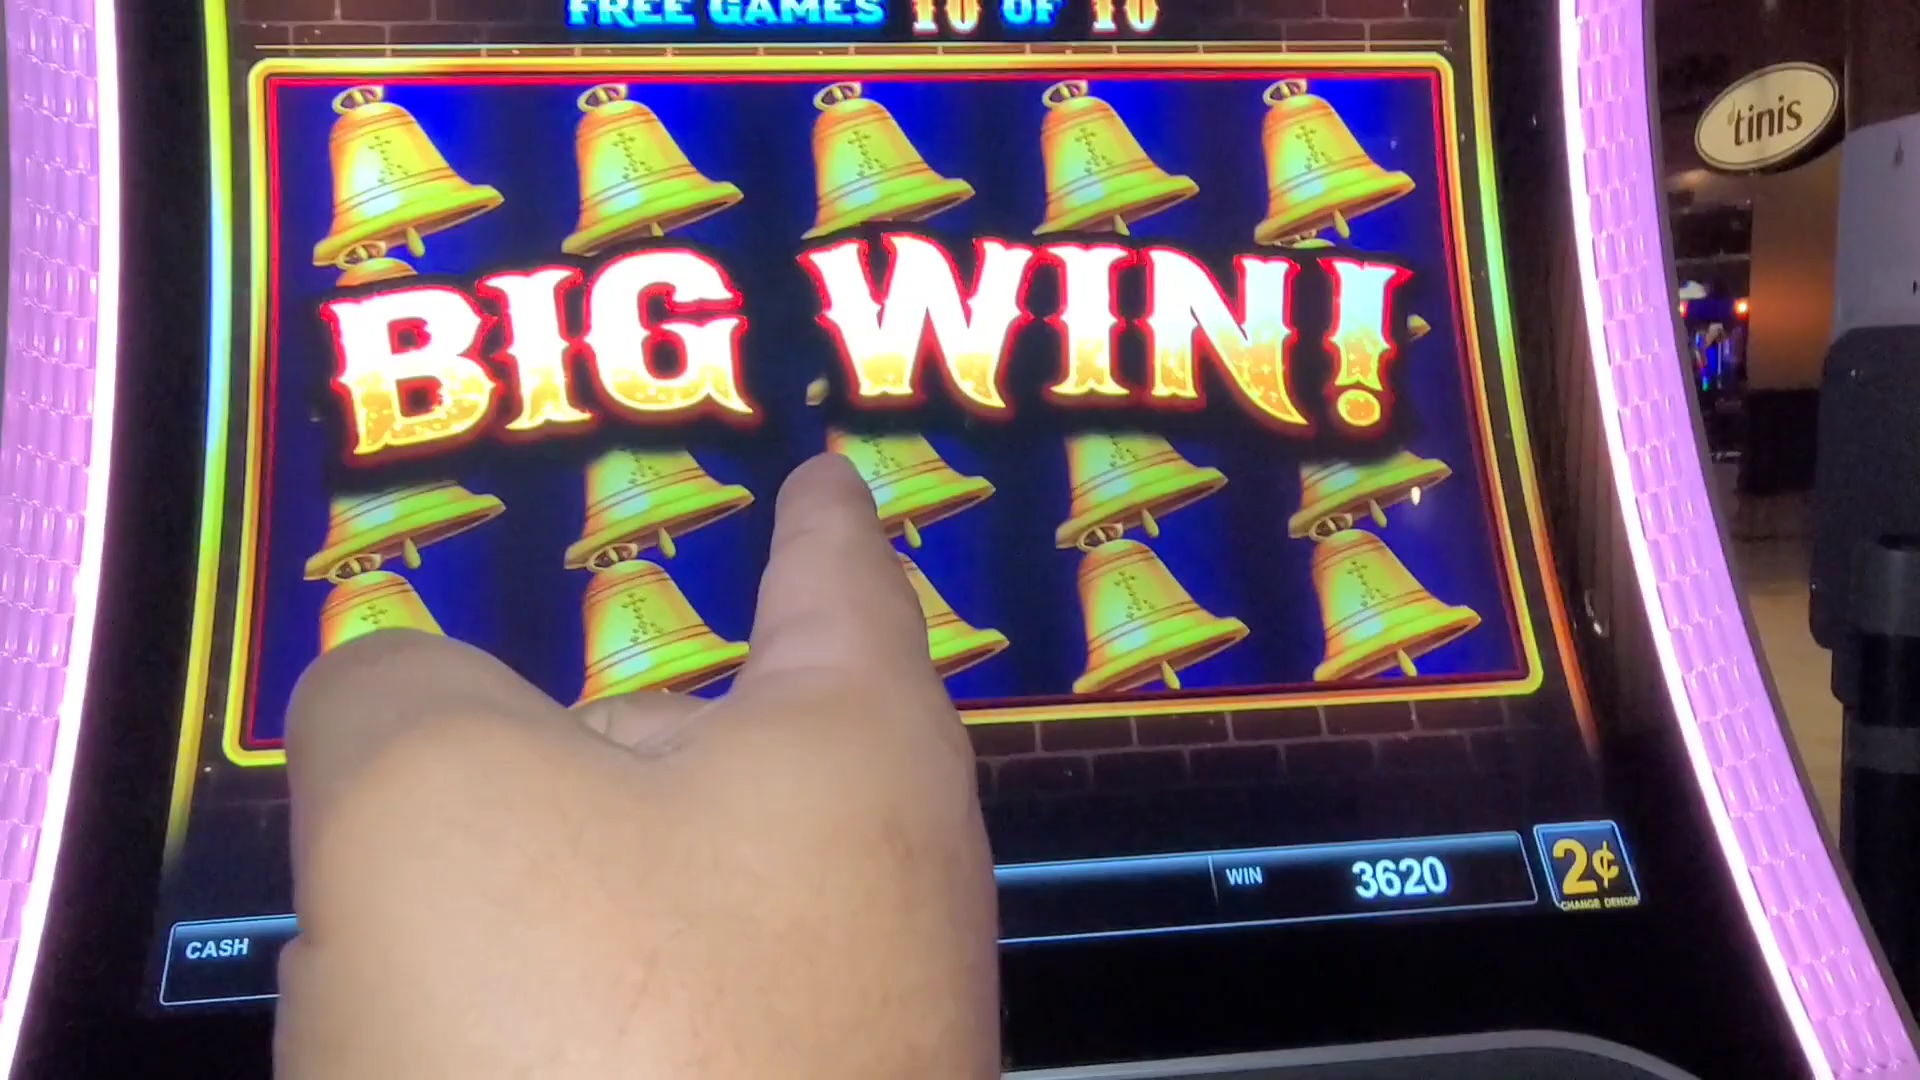 FREE GAMES 10 OF 10
'tinis
BIG WIN!
WIN 3620
2¢
CHANGE DENOM
CASH